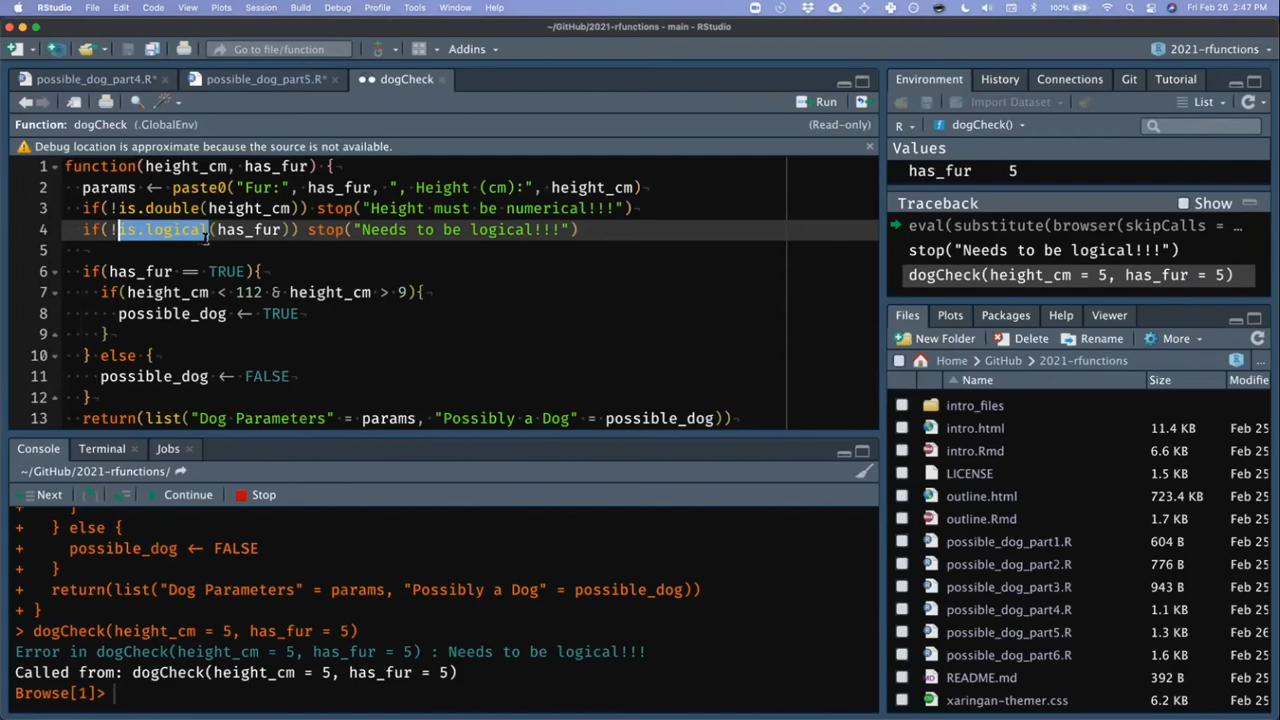 RStudio File Edit Code View Plots Session Build Debug Profile Tools Window Help 100% Fri Feb 26 2:47 PM
~/GitHub/2021-rfunctions - main - RStudio
Go to file/function Addins 2021-rfunctions
possible_dog_part4.R* possible_dog_part5.R* dogCheck
Run
Function: dogCheck (.GlobalEnv) (Read-only)
Debug location is approximate because the source is not available.
1 function(height_cm, has_fur) {
2 params ← paste0("Fur:", has_fur, ", Height (cm):", height_cm)
3 if(!is.double(height_cm)) stop("Height must be numerical!!!")
4 if(!is.logical(has_fur)) stop("Needs to be logical!!!")
5
6 if(has_fur == TRUE){
7 if(height_cm < 112 & height_cm > 9){
8 possible_dog ← TRUE
9 }
10 } else {
11 possible_dog ← FALSE
12 }
13 return(list("Dog Parameters" = params, "Possibly a Dog" = possible_dog))
Console Terminal Jobs
~/GitHub/2021-rfunctions/
Next Continue Stop
+ }
+ } else {
+ possible_dog ← FALSE
+ }
+ return(list("Dog Parameters" = params, "Possibly a Dog" = possible_dog))
+ }
> dogCheck(height_cm = 5, has_fur = 5)
Error in dogCheck(height_cm = 5, has_fur = 5) : Needs to be logical!!!
Called from: dogCheck(height_cm = 5, has_fur = 5)
Browse[1]>
Environment History Connections Git Tutorial
Import Dataset List
R dogCheck()
Values
has_fur 5
Traceback Show
eval(substitute(browser(skipCalls = …
stop("Needs to be logical!!!")
dogCheck(height_cm = 5, has_fur = 5)
Files Plots Packages Help Viewer
New Folder Delete Rename More
Home GitHub 2021-rfunctions ...
Name Size Modifie
intro_files
intro.html 11.4 KB Feb 25
intro.Rmd 6.6 KB Feb 25
LICENSE 1.5 KB Feb 25
outline.html 723.4 KB Feb 25
outline.Rmd 1.7 KB Feb 25
possible_dog_part1.R 604 B Feb 25
possible_dog_part2.R 776 B Feb 25
possible_dog_part3.R 943 B Feb 25
possible_dog_part4.R 1.1 KB Feb 25
possible_dog_part5.R 1.3 KB Feb 26
possible_dog_part6.R 1.6 KB Feb 25
README.md 392 B Feb 25
xaringan-themer.css 6.2 KB Feb 25